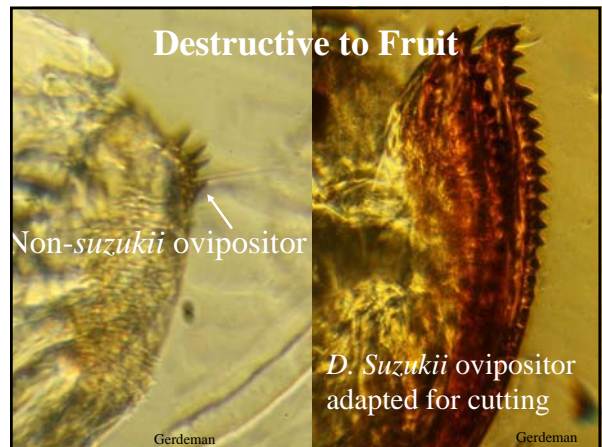 Destructive to Fruit
Non-suzukii ovipositor
D. Suzukii ovipositor
adapted for cutting
Gerdeman
Gerdeman